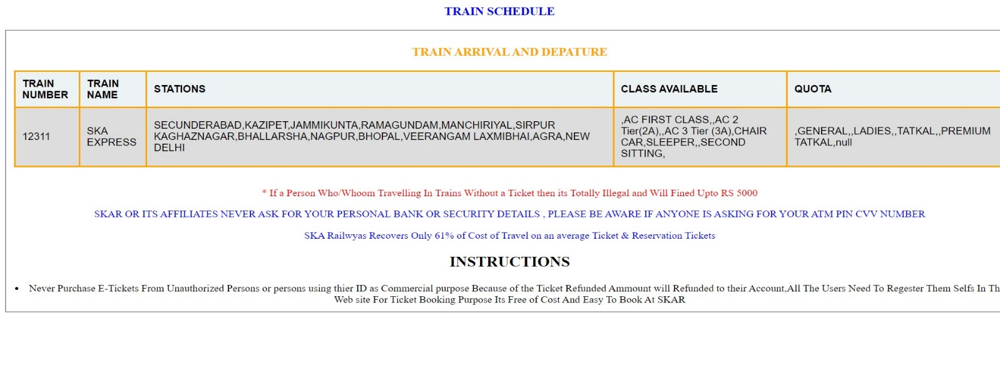 TRAIN SCHEDULE
TRAIN ARRIVAL AND DEPATURE
TRAIN NUMBER
TRAIN NAME
STATIONS
CLASS AVAILABLE
QUOTA
12311
SKA EXPRESS
SECUNDERABAD,KAZIPET,JAMMIKUNTA,RAMAGUNDAM,MANCHIRIYAL,SIRPUR
KAGHAZNAGAR,BHALLARSHA,NAGPUR,BHOPAL,VEERANGAM LAXMIBHAI,AGRA,NEW
DELHI
,AC FIRST CLASS,,AC 2
Tier(2A),,AC 3 Tier (3A),CHAIR
CAR,SLEEPER,,SECOND
SITTING,
,GENERAL,,LADIES,,TATKAL,,PREMIUM
TATKAL,null
* If a Person Who/Whoom Travelling In Trains Without a Ticket then its Totally Illegal and Will Fined Upto RS 5000
SKAR OR ITS AFFILIATES NEVER ASK FOR YOUR PERSONAL BANK OR SECURITY DETAILS , PLEASE BE AWARE IF ANYONE IS ASKING FOR YOUR ATM PIN CVV NUMBER
SKA Railwyas Recovers Only 61% of Cost of Travel on an average Ticket & Reservation Tickets
INSTRUCTIONS
• Never Purchase E-Tickets From Unauthorized Persons or persons using thier ID as Commercial purpose Because of the Ticket Refunded Ammount will Refunded to their Account,All The Users Need To Regester Them Selfs In Th
Web site For Ticket Booking Purpose Its Free of Cost And Easy To Book At SKAR